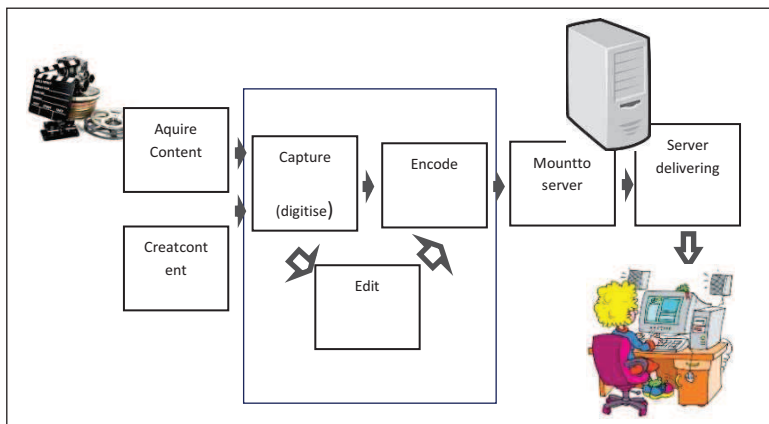 Aquire
Content
Creatcont
ent
Capture
(digitise)
Edit
Encode
Mountto
server
Server
delivering